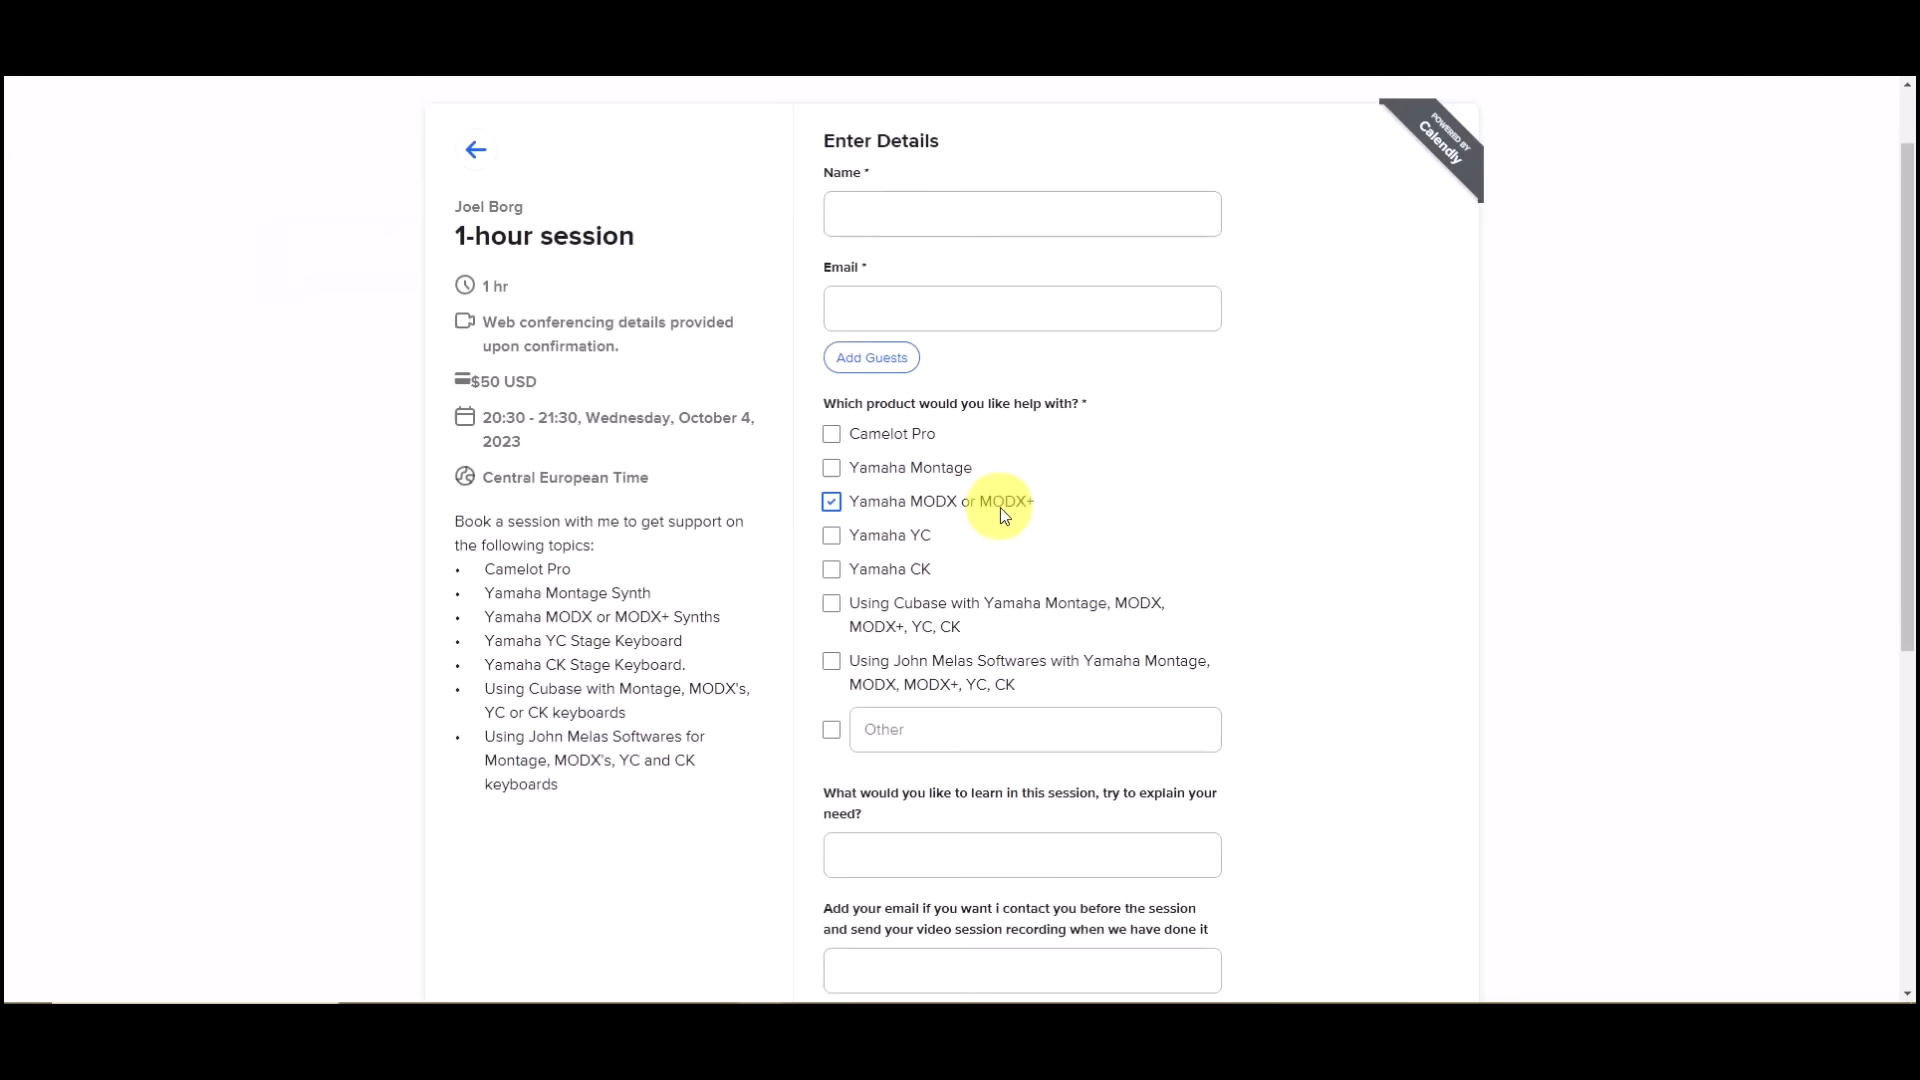 POWERED BY
Calendly
Joel Borg
1-hour session
1 hr
Web conferencing details provided
upon confirmation.
$50 USD
20:30 - 21:30, Wednesday, October 4,
2023
Central European Time
Book a session with me to get support on
the following topics:
• Camelot Pro
• Yamaha Montage Synth
• Yamaha MODX or MODX+ Synths
• Yamaha YC Stage Keyboard
• Yamaha CK Stage Keyboard.
• Using Cubase with Montage, MODX's,
YC or CK keyboards
• Using John Melas Softwares for
Montage, MODX's, YC and CK
keyboards
Enter Details
Name *
Email *
Add Guests
Which product would you like help with? *
Camelot Pro
Yamaha Montage
Yamaha MODX or MODX+
Yamaha YC
Yamaha CK
Using Cubase with Yamaha Montage, MODX,
MODX+, YC, CK
Using John Melas Softwares with Yamaha Montage,
MODX, MODX+, YC, CK
Other
What would you like to learn in this session, try to explain your
need?
Add your email if you want i contact you before the session
and send your video session recording when we have done it